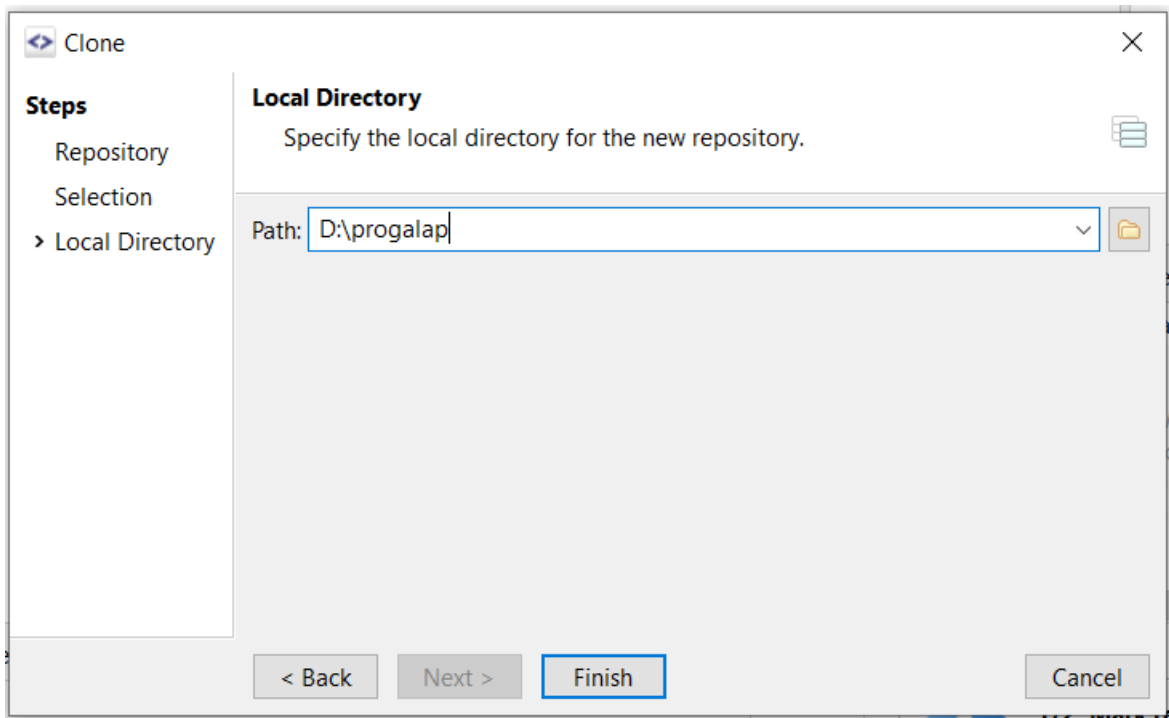 Clone
Steps
Repository
Selection
Local Directory
Local Directory
Specify the local directory for the new repository.
Path: D:\progalap
< Back
Next >
Finish
Cancel